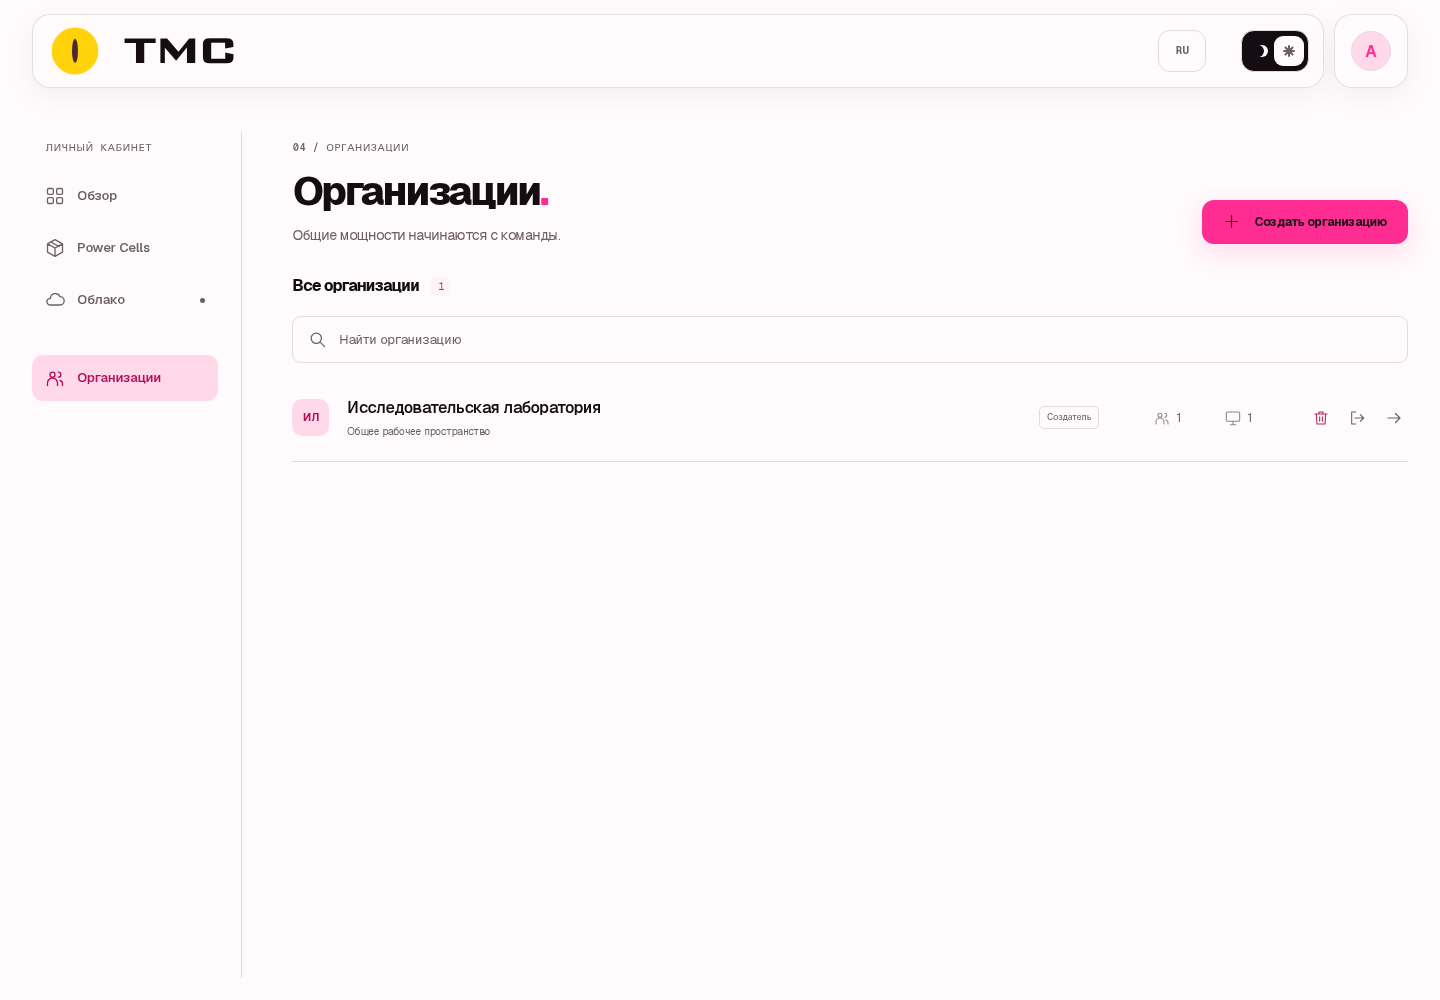 TMC
RU
A
ЛИЧНЫЙ КАБИНЕТ
Обзор
Power Cells
Облако
Организации
04 / ОРГАНИЗАЦИИ
Организации.
Общие мощности начинаются с команды.
Создать организацию
Все организации 1
Найти организацию
ИЛ
Исследовательская лаборатория
Общее рабочее пространство
Создатель
1
1